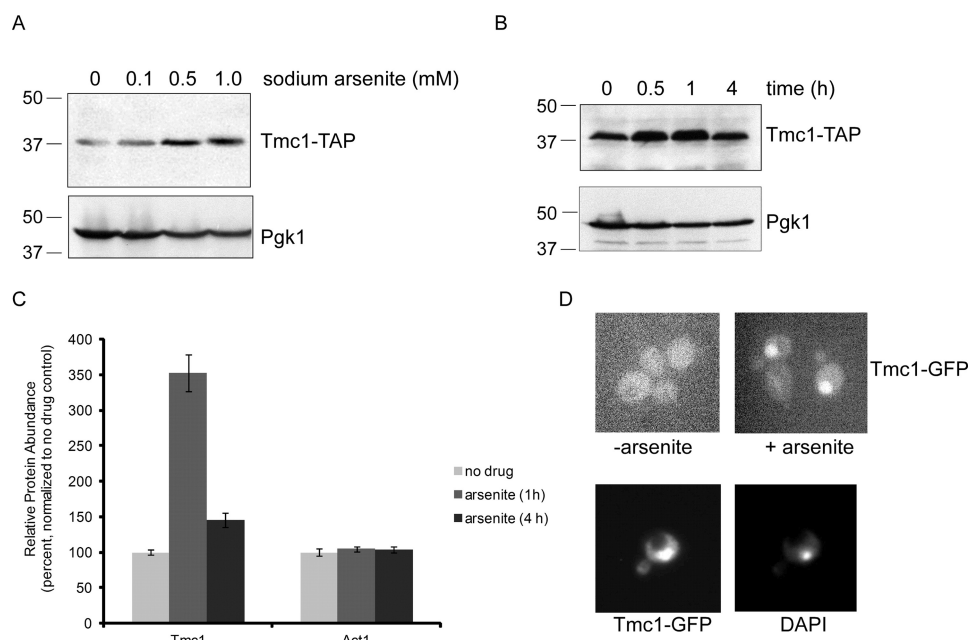 A
0 0.1 0.5 1.0 sodium arsenite (mM)
50
37
Tmc1-TAP
50
37
Pgk1
B
0 0.5 1 4 time (h)
50
37
Tmc1-TAP
50
37
Pgk1
C
Relative Protein Abundance
(percent, normalized to no drug control)
400
350
300
250
200
150
100
50
0
Tmc1 Act1
no drug
arsenite (1h)
arsenite (4 h)
D
Tmc1-GFP
-arsenite + arsenite
Tmc1-GFP DAPI